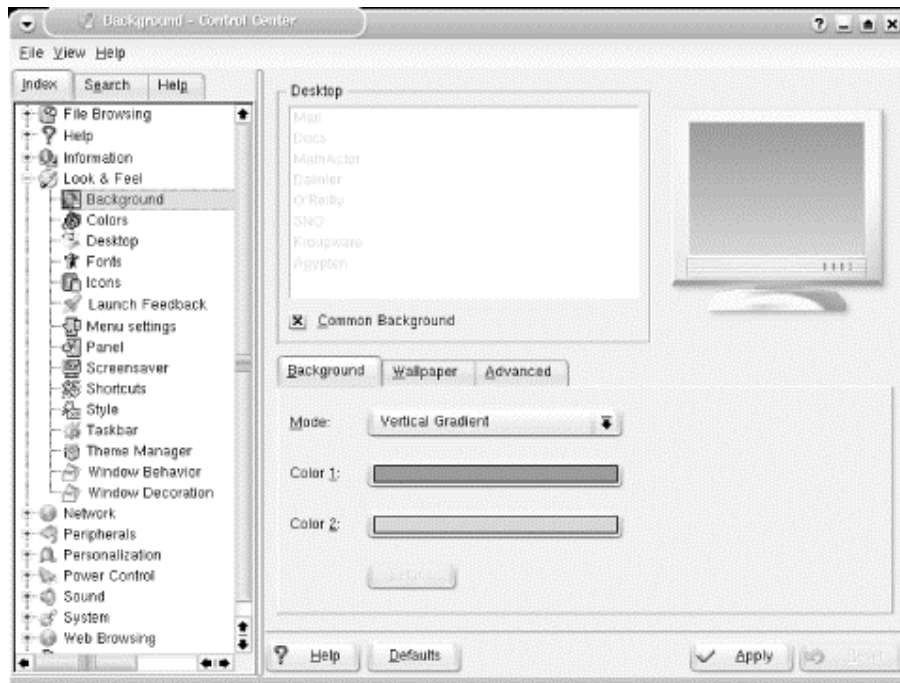 Background - Control Center
File View Help
Index Search Help
File Browsing
Help
Information
Look & Feel
Background
Colors
Desktop
Fonts
Icons
Launch Feedback
Menu settings
Panel
Screensaver
Shortcuts
Style
Taskbar
Theme Manager
Window Behavior
Window Decoration
Network
Peripherals
Personalization
Power Control
Sound
System
Web Browsing
Desktop
Mail
Docs
MainActor
Daimler
O'Reilly
SNO
Kroupware
Ägypten
Common Background
Background Wallpaper Advanced
Mode: Vertical Gradient
Color 1:
Color 2:
? Help Defaults Apply